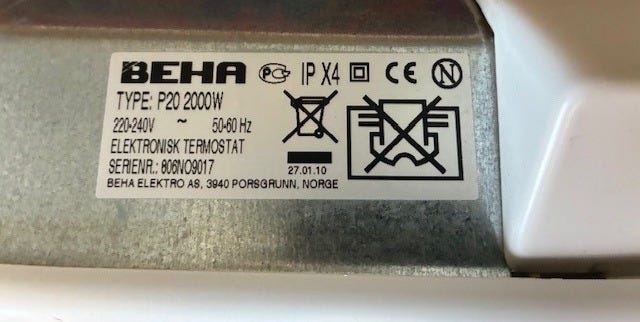 BEHA IP X4 CE N
TYPE: P20 2000W
220-240V ~ 50-60 Hz
ELEKTRONISK TERMOSTAT
SERIENR.: 806NO9017
27.01.10
BEHA ELEKTRO AS, 3940 PORSGRUNN, NORGE